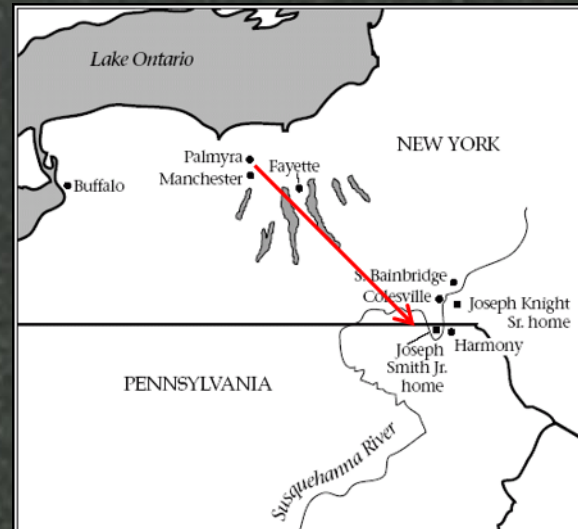 Lake Ontario
NEW YORK
Palmyra
Fayette
Manchester
Buffalo
S. Bainbridge
Colesville
Joseph Knight
Sr. home
Joseph
Smith Jr.
home
Harmony
PENNSYLVANIA
Susquehanna River